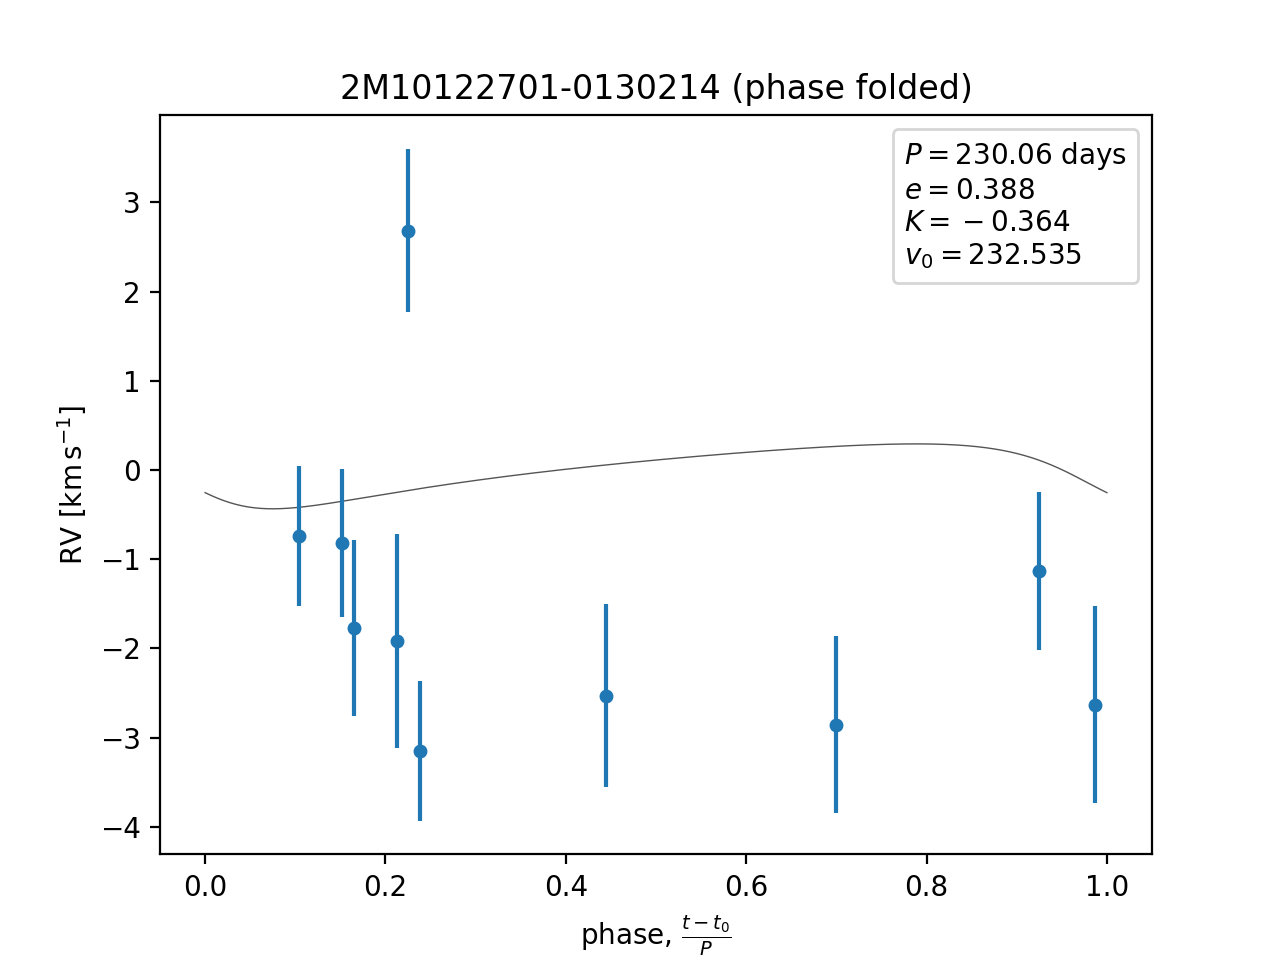 2M10122701-0130214 (phase folded)
P = 230.06 days
e = 0.388
K = −0.364
v₀ = 232.535
RV [km s⁻¹]
3
2
1
0
−1
−2
−3
−4
0.0 0.2 0.4 0.6 0.8 1.0
phase, (t − t₀)/P